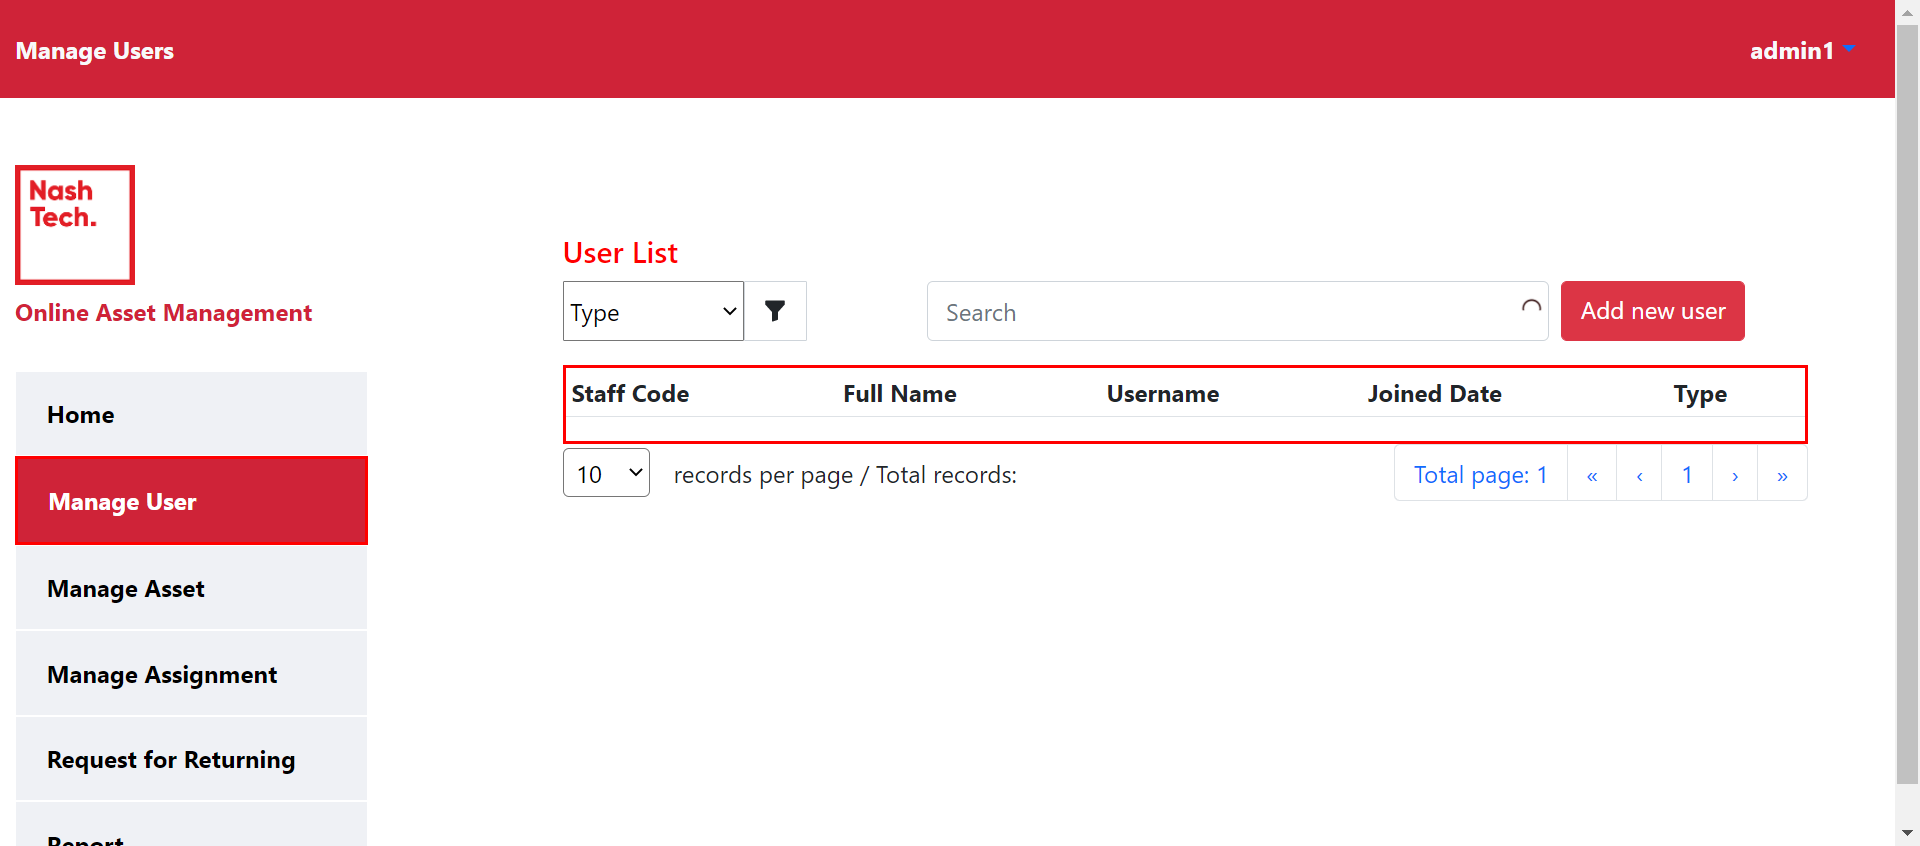 Manage Users
admin1
Nash
Tech.
Online Asset Management
Home
Manage User
Manage Asset
Manage Assignment
Request for Returning
Report
User List
Type
Search
Add new user
Staff Code Full Name Username Joined Date Type
10 records per page / Total records:
Total page: 1 « ‹ 1 › »